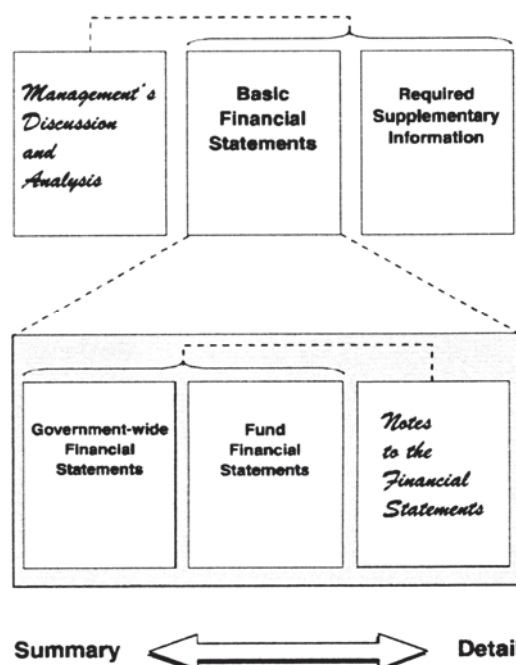 Management's
Discussion
and
Analysis
Basic
Financial
Statements
Required
Supplementary
Information
Government-wide
Financial
Statements
Fund
Financial
Statements
Notes
to the
Financial
Statements
Summary
Detail